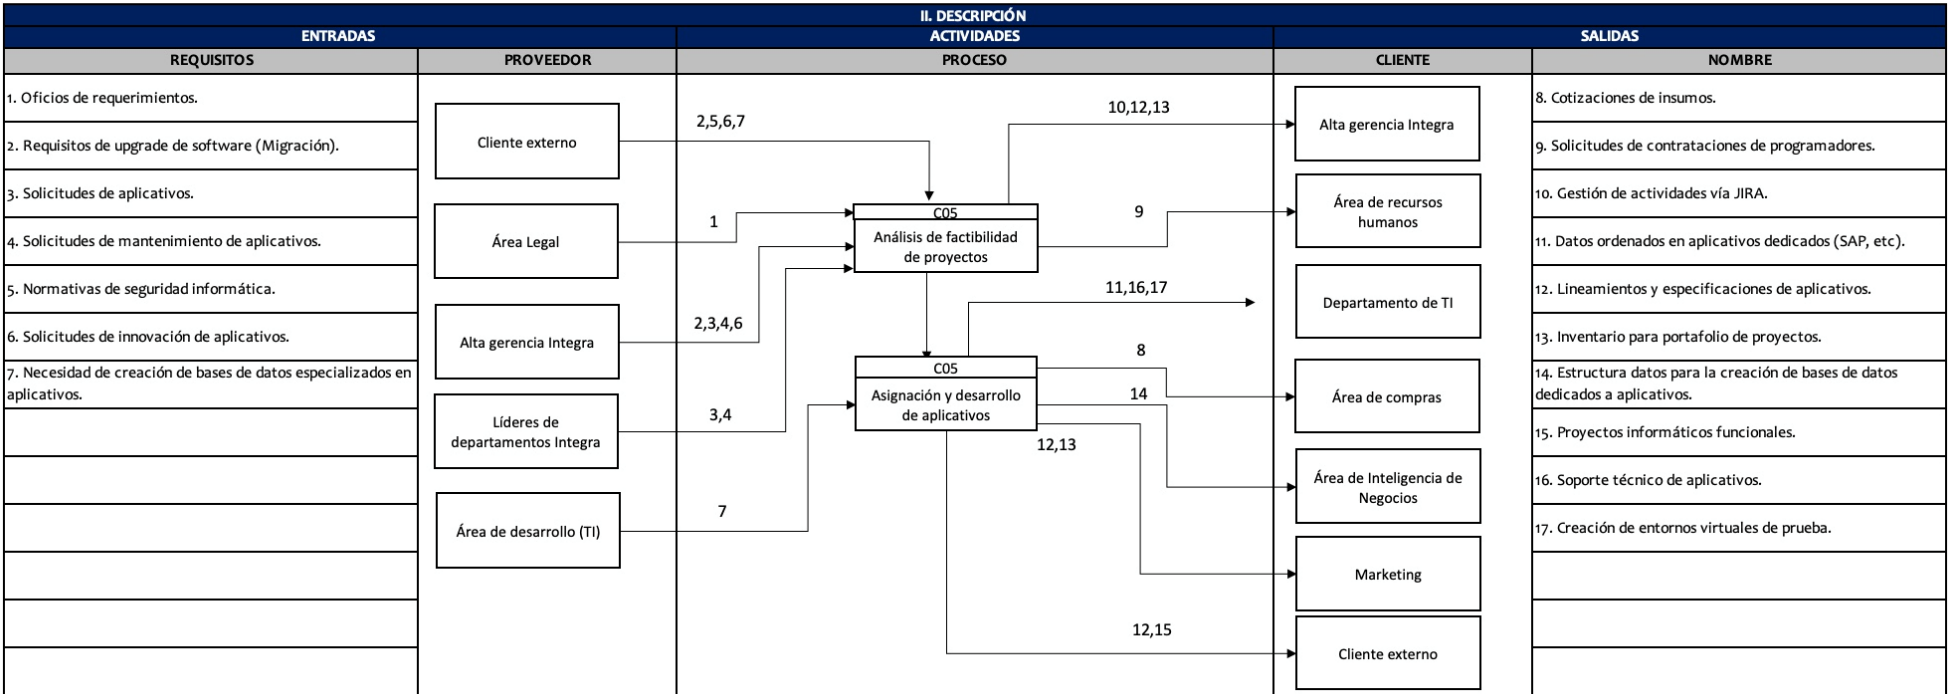 II. DESCRIPCIÓN
ENTRADAS
ACTIVIDADES
SALIDAS
REQUISITOS
PROVEEDOR
PROCESO
CLIENTE
NOMBRE
1. Oficios de requerimientos.
2. Requisitos de upgrade de software (Migración).
3. Solicitudes de aplicativos.
4. Solicitudes de mantenimiento de aplicativos.
5. Normativas de seguridad informática.
6. Solicitudes de innovación de aplicativos.
7. Necesidad de creación de bases de datos especializados en
aplicativos.
Cliente externo
Área Legal
Alta gerencia Integra
Líderes de
departamentos Integra
Área de desarrollo (TI)
2,5,6,7
1
2,3,4,6
3,4
7
C05
Análisis de factibilidad
de proyectos
C05
Asignación y desarrollo
de aplicativos
10,12,13
9
11,16,17
8
14
12,13
12,15
Alta gerencia Integra
Área de recursos
humanos
Departamento de TI
Área de compras
Área de Inteligencia de
Negocios
Marketing
Cliente externo
8. Cotizaciones de insumos.
9. Solicitudes de contrataciones de programadores.
10. Gestión de actividades vía JIRA.
11. Datos ordenados en aplicativos dedicados (SAP, etc).
12. Lineamientos y especificaciones de aplicativos.
13. Inventario para portafolio de proyectos.
14. Estructura datos para la creación de bases de datos
dedicados a aplicativos.
15. Proyectos informáticos funcionales.
16. Soporte técnico de aplicativos.
17. Creación de entornos virtuales de prueba.